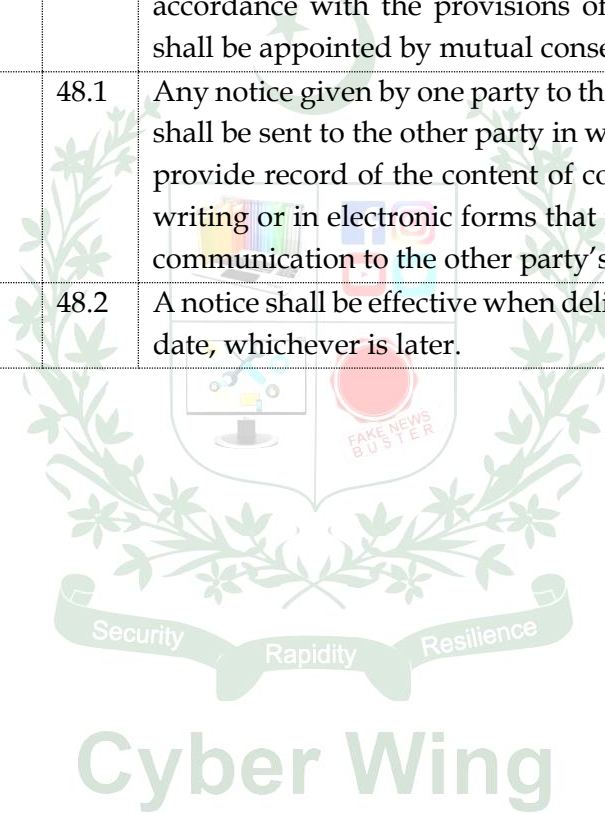 accordance with the provisions of
shall be appointed by mutual conse
48.1 Any notice given by one party to th
shall be sent to the other party in w
provide record of the content of co
writing or in electronic forms that
communication to the other party's
48.2 A notice shall be effective when deli
date, whichever is later.
FAKE NEWS
BUSTER
Security Rapidity Resilience
Cyber Wing